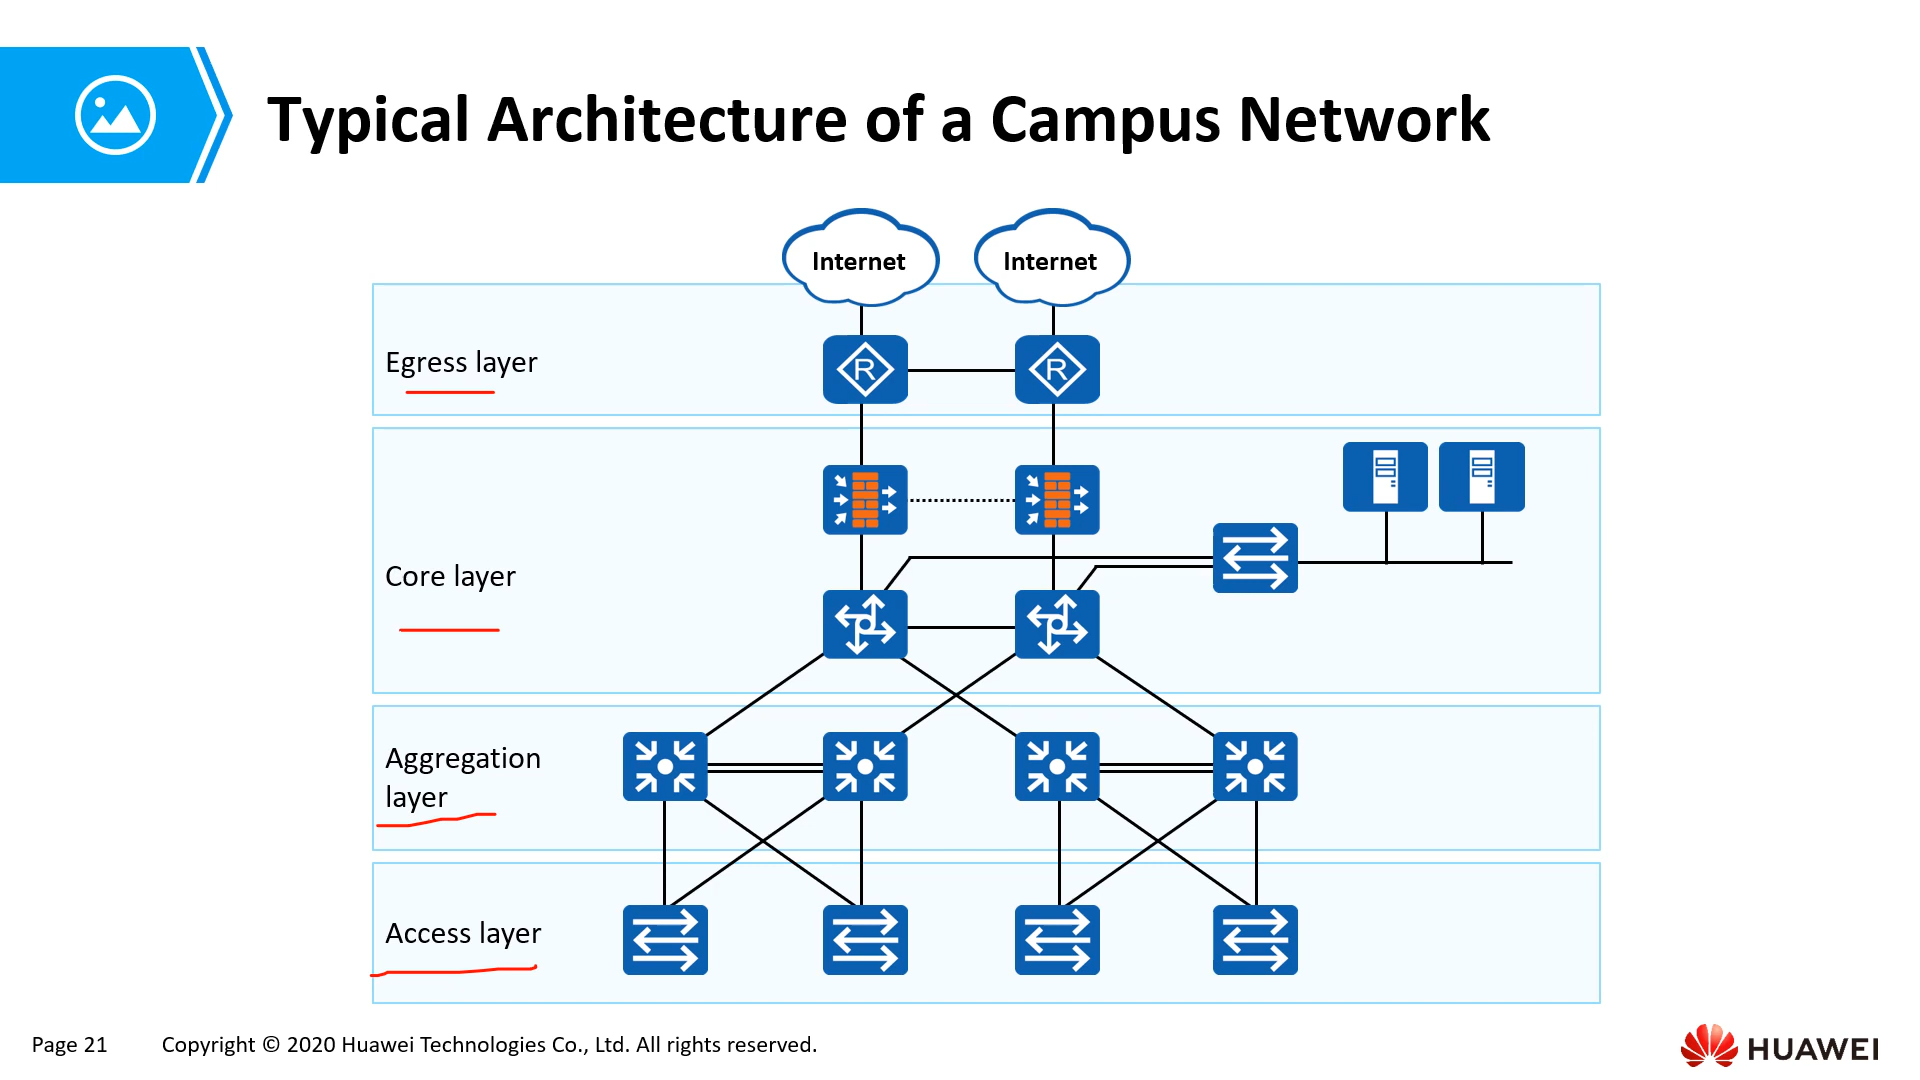 Typical Architecture of a Campus Network
Internet
Internet
Egress layer
R
R
Core layer
Aggregation
layer
Access layer
Page 21
Copyright © 2020 Huawei Technologies Co., Ltd. All rights reserved.
HUAWEI